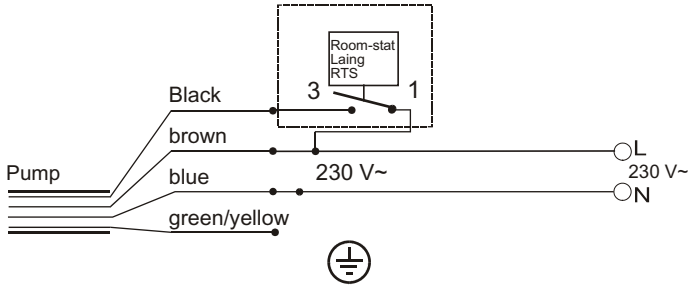 Room-stat
Laing
RTS
3
1
Black
brown
L
Pump
230 V~
230 V~
blue
N
green/yellow